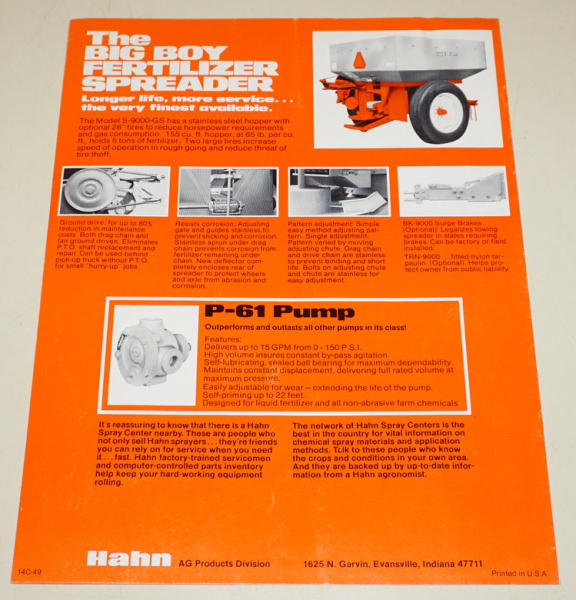 The
BIG BOY
FERTILIZER
SPREADER
Longer life, more service...
the very finest available.
The Model S-9000-GS has a stainless steel hopper with
optional 28" tires to reduce horsepower requirements
and gas consumption. 155 cu. ft. hopper, at 65 lb. per cu.
ft., holds 5 tons of fertilizer. Two large tires increase
speed of operation in rough going and reduce threat of
tire theft.
Ground drive: for up to 80%
reduction in maintenance
costs. Both drag chain and
fan ground driven. Eliminates
P.T.O. shaft replacement and
repair. Can be used behind
pick-up truck without P.T.O.
for small "hurry-up" jobs.
Resists corrosion. Adjusting
gate and guides stainless to
prevent sticking and corrosion.
Stainless apron under drag
chain prevents corrosion from
fertilizer remaining under
chain. New deflector com-
pletely encloses rear of
spreader to protect wheels
and axle from abrasion and
corrosion.
Pattern adjustment: Simple
easy method adjusting pat-
tern. Single adjustment.
Pattern varied by moving
adjusting chute. Drag chain
and drive chain are stainless
to prevent binding and short
life. Bolts on adjusting chute
and chute are stainless for
easy adjustment.
BK-9000 Surge Brakes
(Optional): Legalizes towing
spreader in states requiring
brakes. Can be factory or field
installed.
TRN-9000 ... fitted nylon tar-
paulin. (Optional). Helps pro-
tect owner from public liability.
P-61 Pump
Outperforms and outlasts all other pumps in its class!
Features:
Delivers up to 15 GPM from 0 - 150 P.S.I.
High volume insures constant by-pass agitation.
Self-lubricating, sealed ball bearing for maximum dependability.
Maintains constant displacement, delivering full rated volume at
maximum pressure.
Easily adjustable for wear - extending the life of the pump.
Self-priming up to 22 feet.
Designed for liquid fertilizer and all non-abrasive farm chemicals.
It's reassuring to know that there is a Hahn
Spray Center nearby. These are people who
not only sell Hahn sprayers ... they're friends
you can rely on for service when you need
it ... fast. Hahn factory-trained servicemen
and computer-controlled parts inventory
help keep your hard-working equipment
rolling.
The network of Hahn Spray Centers is the
best in the country for vital information on
chemical spray materials and application
methods. Talk to these people who know
the crops and conditions in your own area.
And they are backed up by up-to-date infor-
mation from a Hahn agronomist.
Hahn AG Products Division 1625 N. Garvin, Evansville, Indiana 47711
14C-49
Printed in U.S.A.